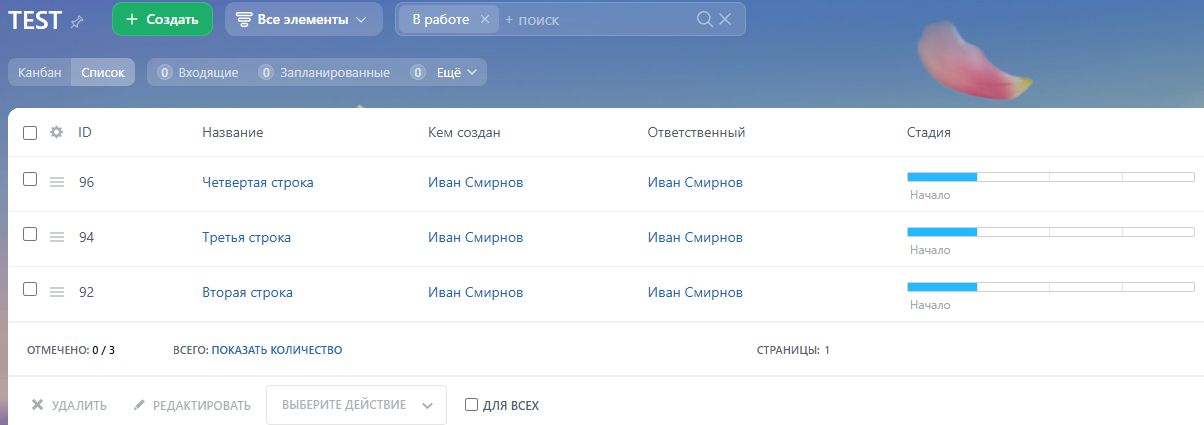 TEST + Создать Все элементы В работе × + поиск
Канбан Список 0 Входящие 0 Запланированные 0 Ещё
ID Название Кем создан Ответственный Стадия
96 Четвертая строка Иван Смирнов Иван Смирнов
Начало
94 Третья строка Иван Смирнов Иван Смирнов
Начало
92 Вторая строка Иван Смирнов Иван Смирнов
Начало
ОТМЕЧЕНО: 0 / 3 ВСЕГО: ПОКАЗАТЬ КОЛИЧЕСТВО СТРАНИЦЫ: 1
УДАЛИТЬ РЕДАКТИРОВАТЬ ВЫБЕРИТЕ ДЕЙСТВИЕ ДЛЯ ВСЕХ